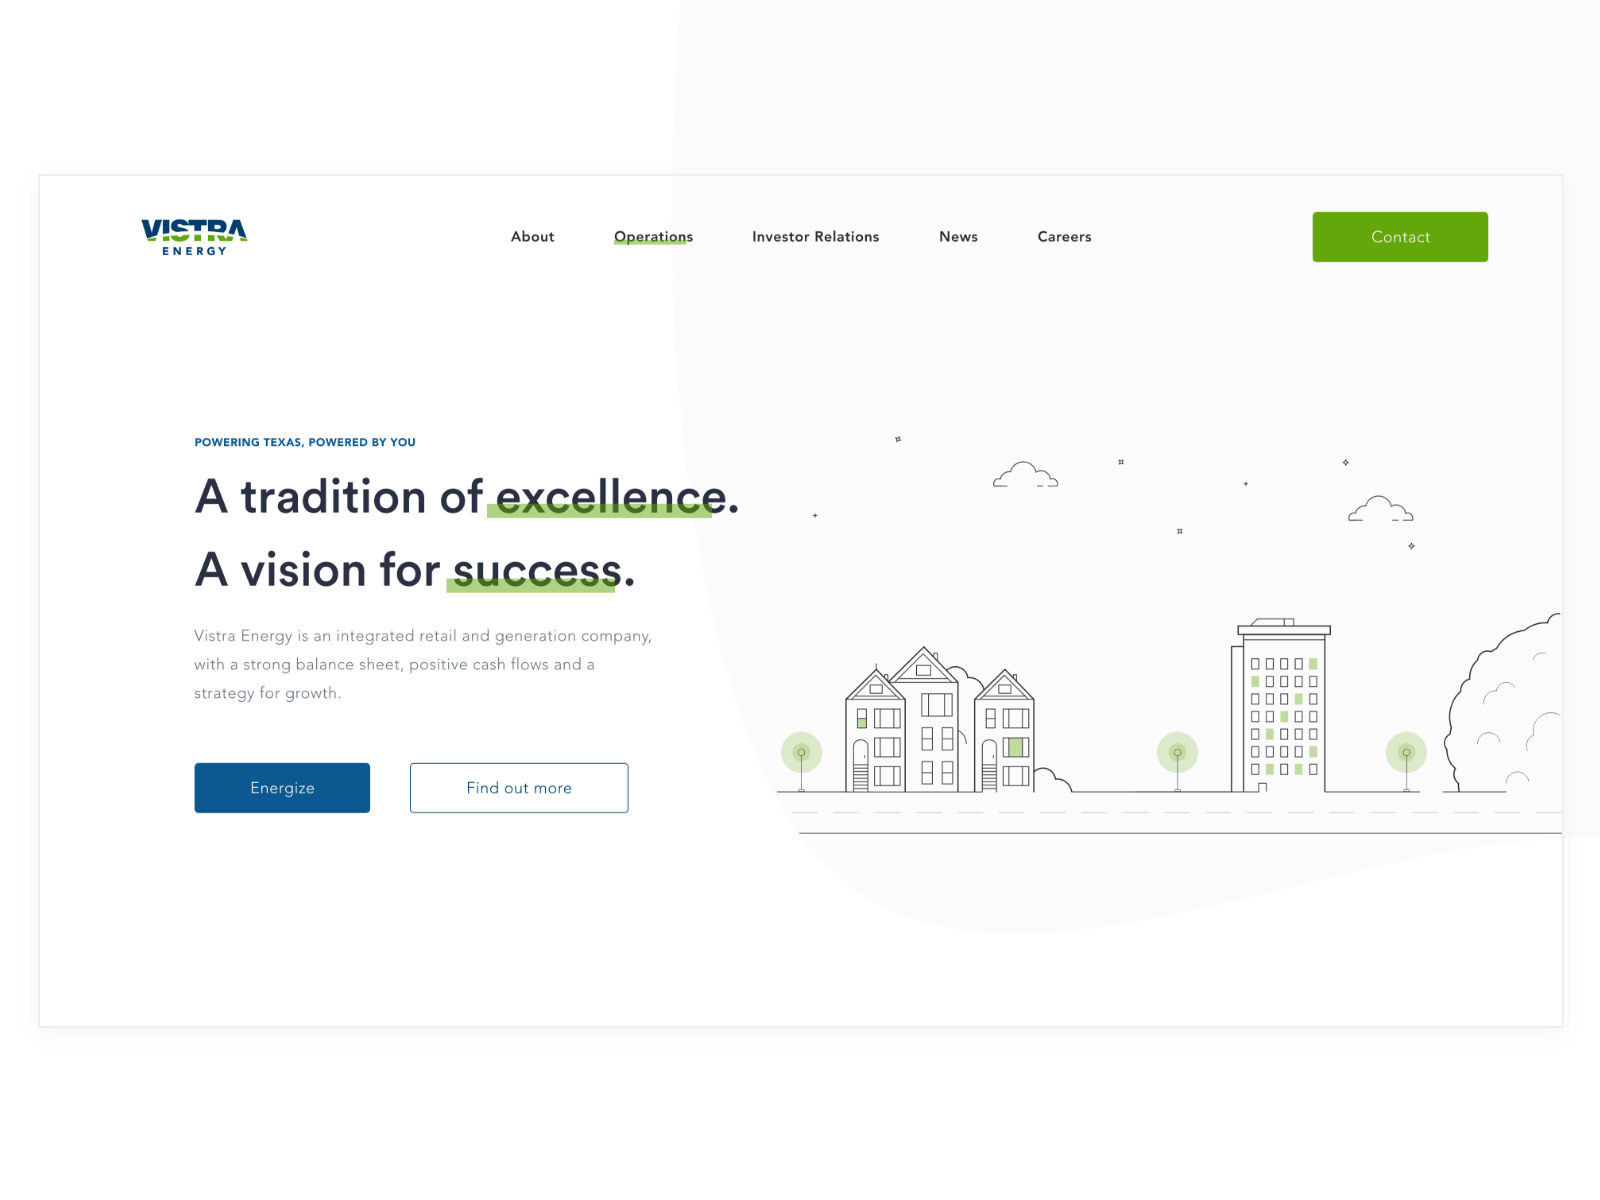 VISTRA
ENERGY
About Operations Investor Relations News Careers Contact
POWERING TEXAS, POWERED BY YOU
A tradition of excellence.
A vision for success.
Vistra Energy is an integrated retail and generation company,
with a strong balance sheet, positive cash flows and a
strategy for growth.
Energize Find out more